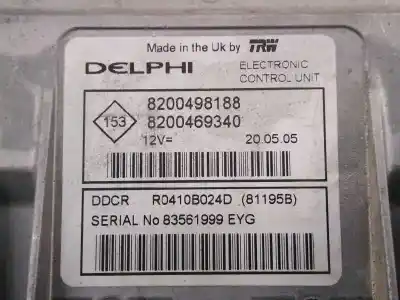 Made in the Uk by TRW
DELPHI
ELECTRONIC
CONTROL UNIT
153
8200498188
8200469340
12V=
20.05.05
DDCR R0410B024D (81195B)
SERIAL No 83561999 EYG